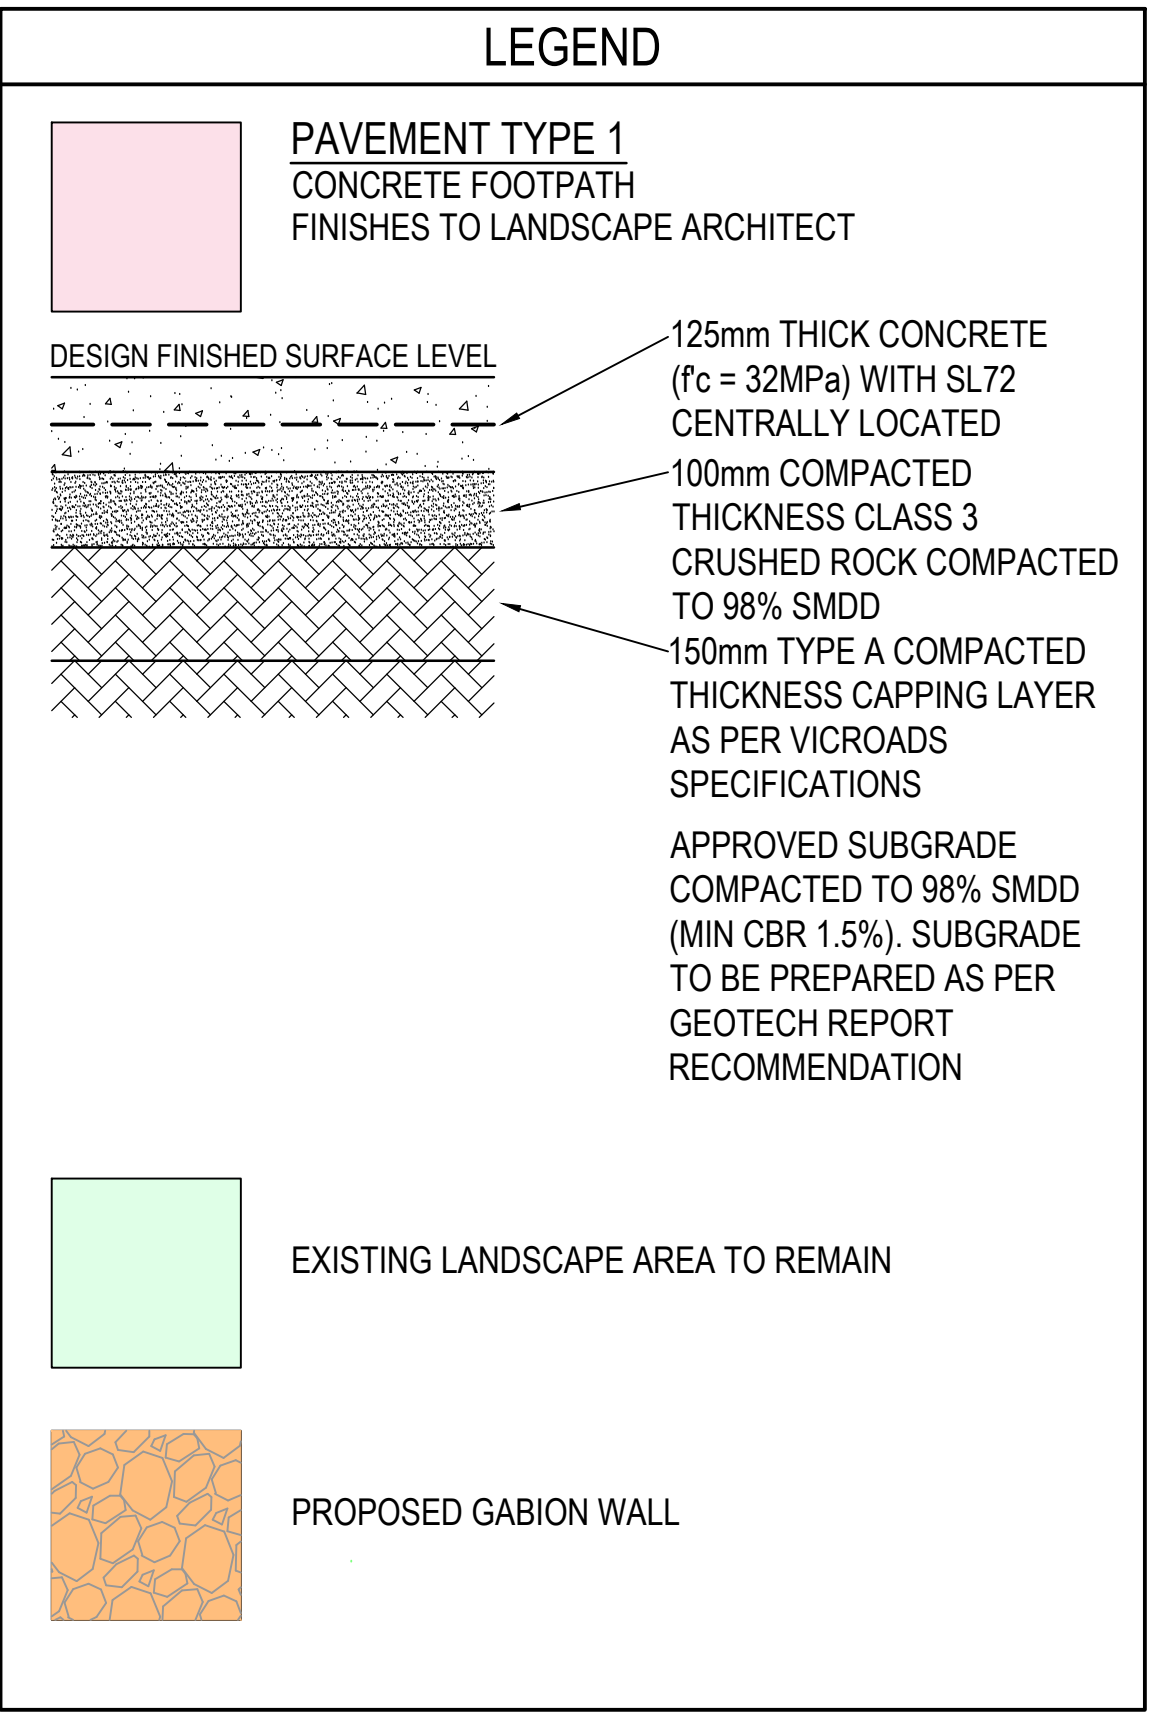 LEGEND
PAVEMENT TYPE 1
CONCRETE FOOTPATH
FINISHES TO LANDSCAPE ARCHITECT
DESIGN FINISHED SURFACE LEVEL
125mm THICK CONCRETE
(f'c = 32MPa) WITH SL72
CENTRALLY LOCATED
100mm COMPACTED
THICKNESS CLASS 3
CRUSHED ROCK COMPACTED
TO 98% SMDD
150mm TYPE A COMPACTED
THICKNESS CAPPING LAYER
AS PER VICROADS
SPECIFICATIONS
APPROVED SUBGRADE
COMPACTED TO 98% SMDD
(MIN CBR 1.5%). SUBGRADE
TO BE PREPARED AS PER
GEOTECH REPORT
RECOMMENDATION
EXISTING LANDSCAPE AREA TO REMAIN
PROPOSED GABION WALL